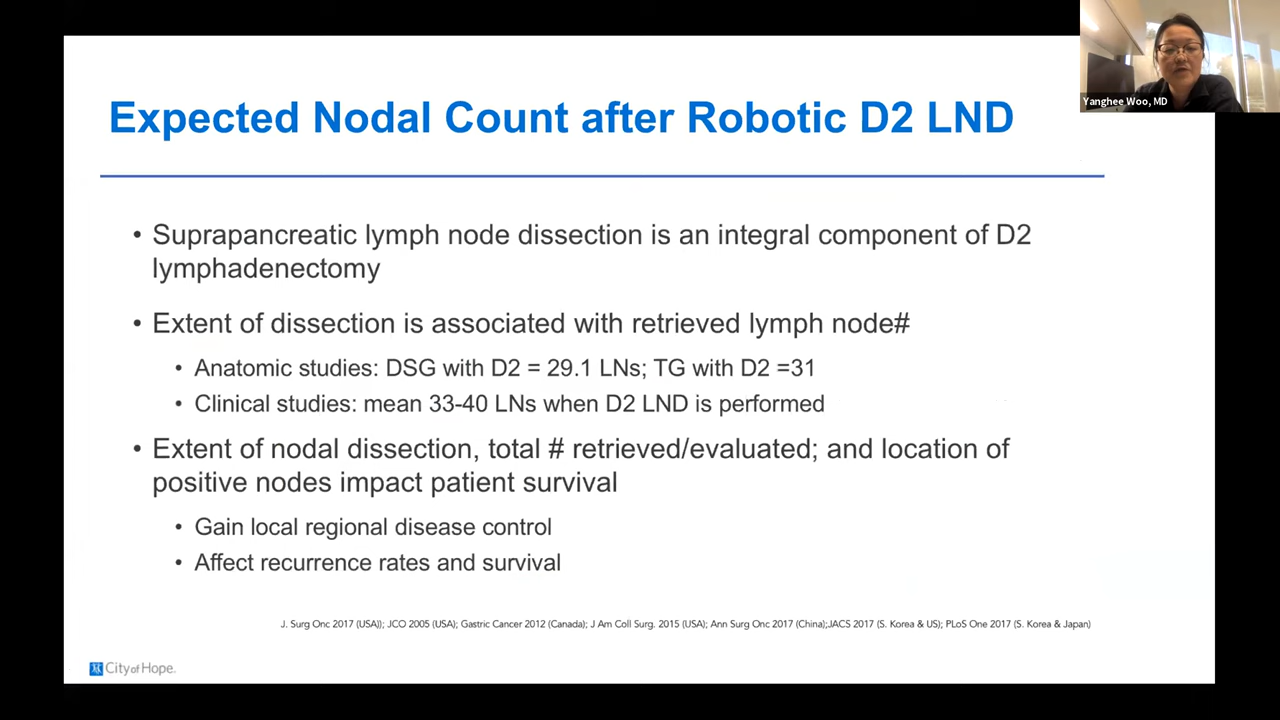 Expected Nodal Count after Robotic D2 LND
Yanghee Woo, MD
• Suprapancreatic lymph node dissection is an integral component of D2
lymphadenectomy
• Extent of dissection is associated with retrieved lymph node#
• Anatomic studies: DSG with D2 = 29.1 LNs; TG with D2 =31
• Clinical studies: mean 33-40 LNs when D2 LND is performed
• Extent of nodal dissection, total # retrieved/evaluated; and location of
positive nodes impact patient survival
• Gain local regional disease control
• Affect recurrence rates and survival
J. Surg Onc 2017 (USA)); JCO 2005 (USA); Gastric Cancer 2012 (Canada); J Am Coll Surg. 2015 (USA); Ann Surg Onc 2017 (China);JACS 2017 (S. Korea & US); PLoS One 2017 (S. Korea & Japan)
City of Hope.